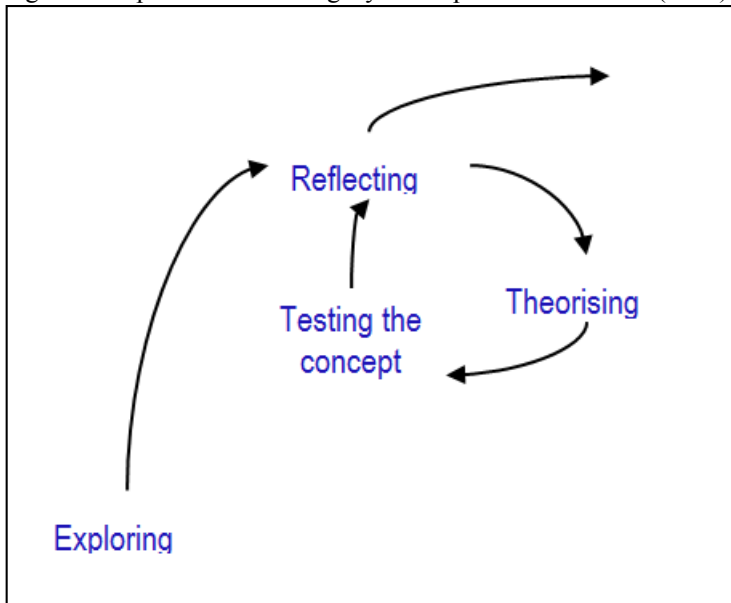 Reflecting
Theorising
Testing the
concept
Exploring